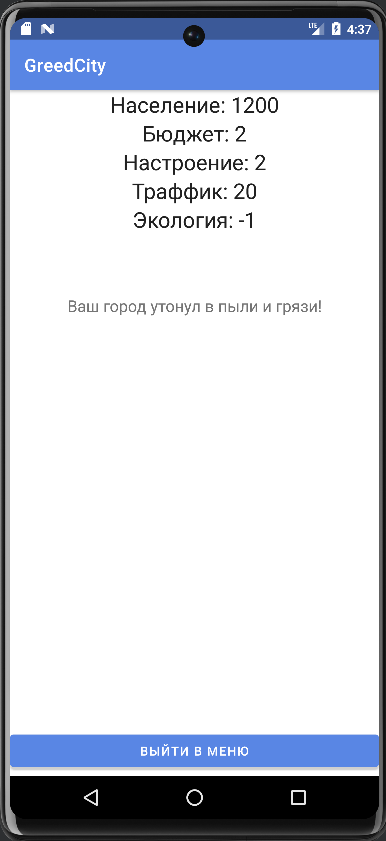 LTE 4:37
GreedCity
Население: 1200
Бюджет: 2
Настроение: 2
Траффик: 20
Экология: -1
Ваш город утонул в пыли и грязи!
ВЫЙТИ В МЕНЮ